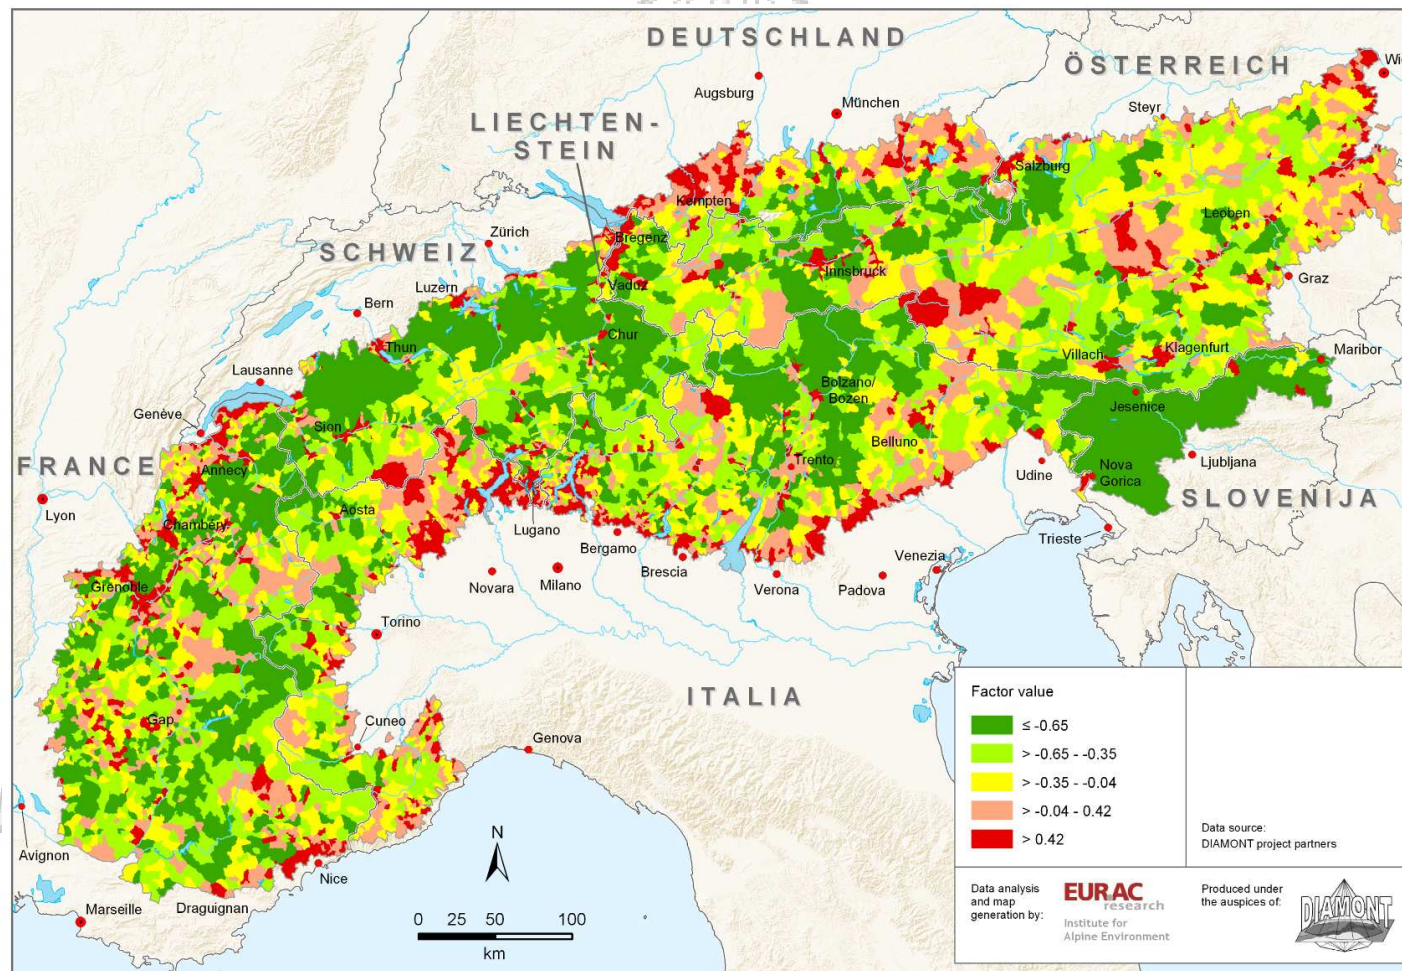 DEUTSCHLAND
ÖSTERREICH
Augsburg
München
Steyr
LIECHTEN-
STEIN
Salzburg
Kempten
Leoben
Zürich
Bregenz
SCHWEIZ
Innsbruck
Graz
Luzern
Vaduz
Bern
Chur
Thun
Villach
Klagenfurt
Maribor
Lausanne
Bolzano/
Bozen
Jesenice
Genève
Sion
Belluno
FRANCE
Annecy
Trento
Udine
Nova
Gorica
Ljubljana
SLOVENIJA
Lyon
Aosta
Chambéry
Lugano
Trieste
Bergamo
Venezia
Brescia
Grenoble
Novara
Milano
Verona
Padova
Torino
ITALIA
Gap
Cuneo
Genova
Avignon
Nice
Marseille
Draguignan
N
0 25 50 100
km
Factor value
≤ -0.65
> -0.65 - -0.35
> -0.35 - -0.04
> -0.04 - 0.42
> 0.42
Data source:
DIAMONT project partners
Data analysis
and map
generation by:
EURAC
research
Institute for
Alpine Environment
Produced under
the auspices of:
DIAMONT